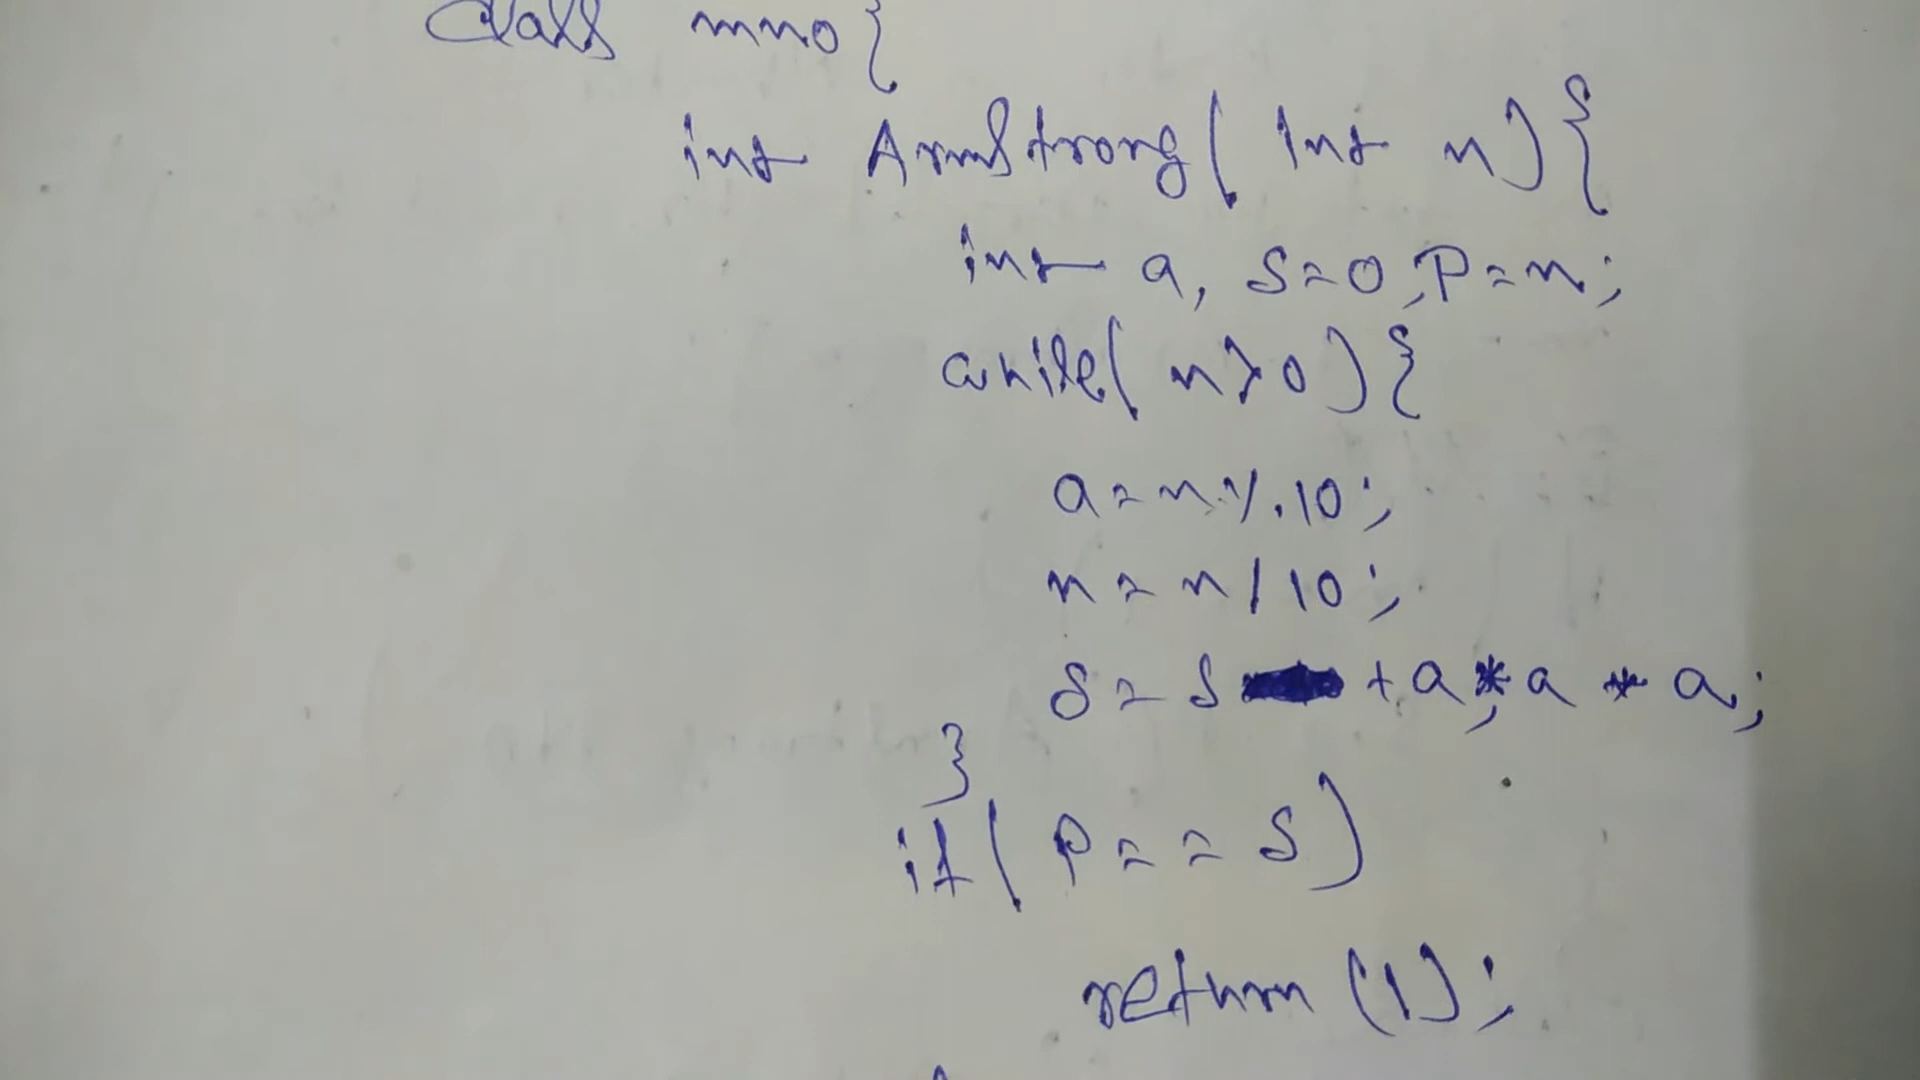 class mno{
int Armstrong( int n){
int a, s=0, P=n;
while( n>0 ){
a=n%10;
n=n/10;
s=s+a*a*a;
}
if( P==s)
return (1);